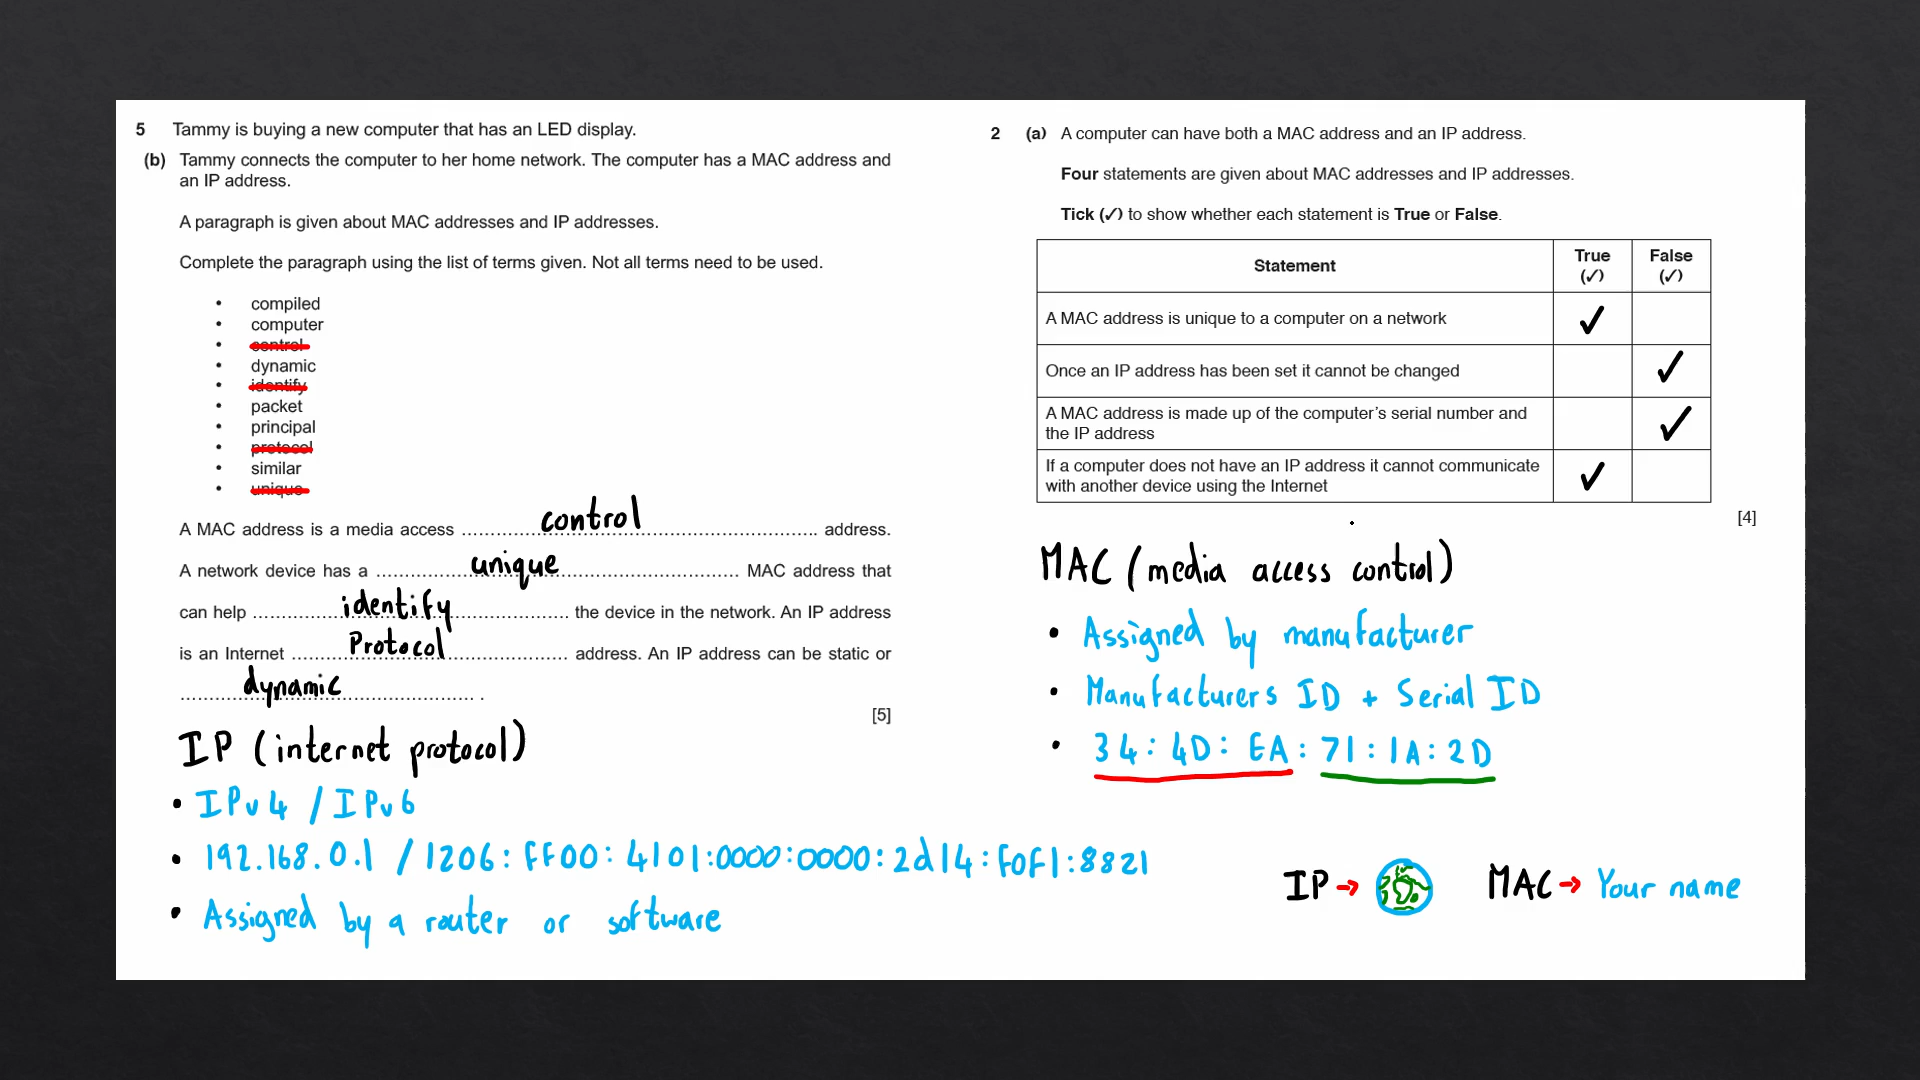 5 Tammy is buying a new computer that has an LED display.
(b) Tammy connects the computer to her home network. The computer has a MAC address and
an IP address.
A paragraph is given about MAC addresses and IP addresses.
Complete the paragraph using the list of terms given. Not all terms need to be used.
• compiled
• computer
• control
• dynamic
• identify
• packet
• principal
• protocol
• similar
• unique
A MAC address is a media access control address.
A network device has a unique MAC address that
can help identify the device in the network. An IP address
is an Internet Protocol address. An IP address can be static or
dynamic .
[5]
IP (internet protocol)
• IPv4 / IPv6
• 192.168.0.1 / 1206:FF00:4101:0000:0000:2d14:F0F1:8821
• Assigned by a router or software
2 (a) A computer can have both a MAC address and an IP address.
Four statements are given about MAC addresses and IP addresses.
Tick (✓) to show whether each statement is True or False.
Statement True (✓) False (✓)
A MAC address is unique to a computer on a network ✓
Once an IP address has been set it cannot be changed ✓
A MAC address is made up of the computer’s serial number and
the IP address ✓
If a computer does not have an IP address it cannot communicate
with another device using the Internet ✓
[4]
MAC (media access control)
• Assigned by manufacturer
• Manufacturers ID + Serial ID
• 34:4D:EA:71:1A:2D
IP → MAC → Your name